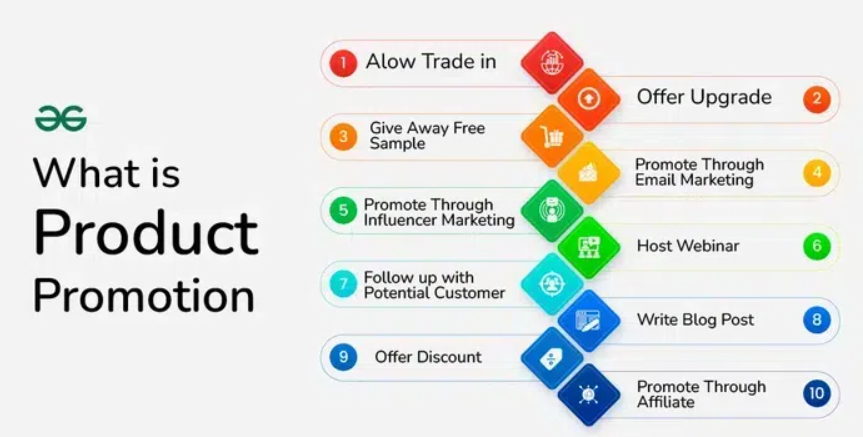 What is
Product
Promotion
1 Alow Trade in
Offer Upgrade 2
3 Give Away Free
Sample
Promote Through 4
Email Marketing
5 Promote Through
Influencer Marketing
Host Webinar 6
7 Follow up with
Potential Customer
Write Blog Post 8
9 Offer Discount
Promote Through 10
Affiliate